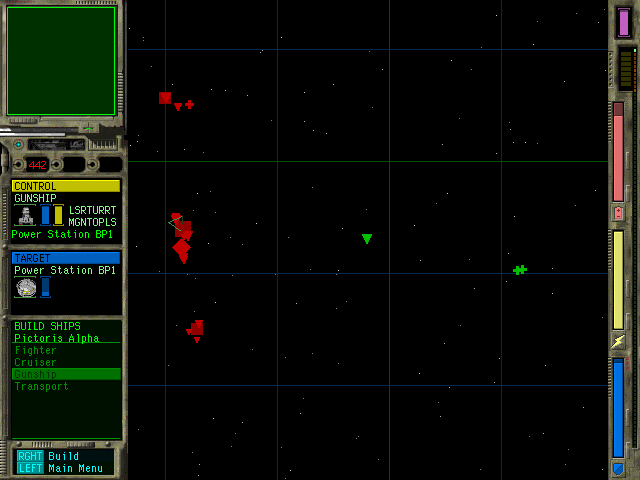 442
CONTROL
GUNSHIP
LSRTURRT
MGNTOPLS
Power Station BP1
TARGET
Power Station BP1
BUILD SHIPS
Pictoris Alpha
Fighter
Cruiser
Gunship
Transport
RGHT Build
LEFT Main Menu